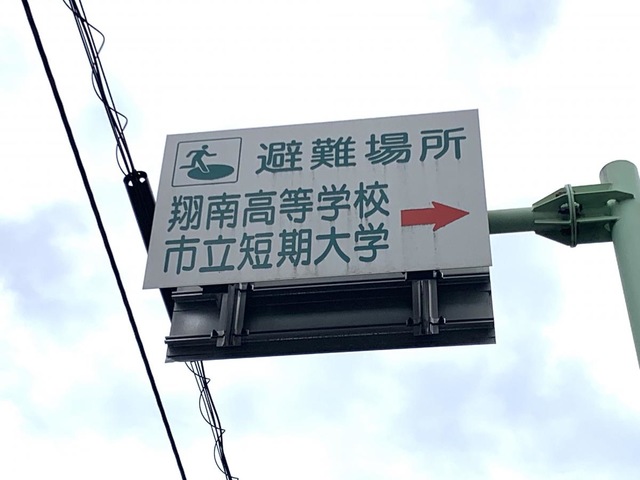 避難場所
翔南高等学校
市立短期大学